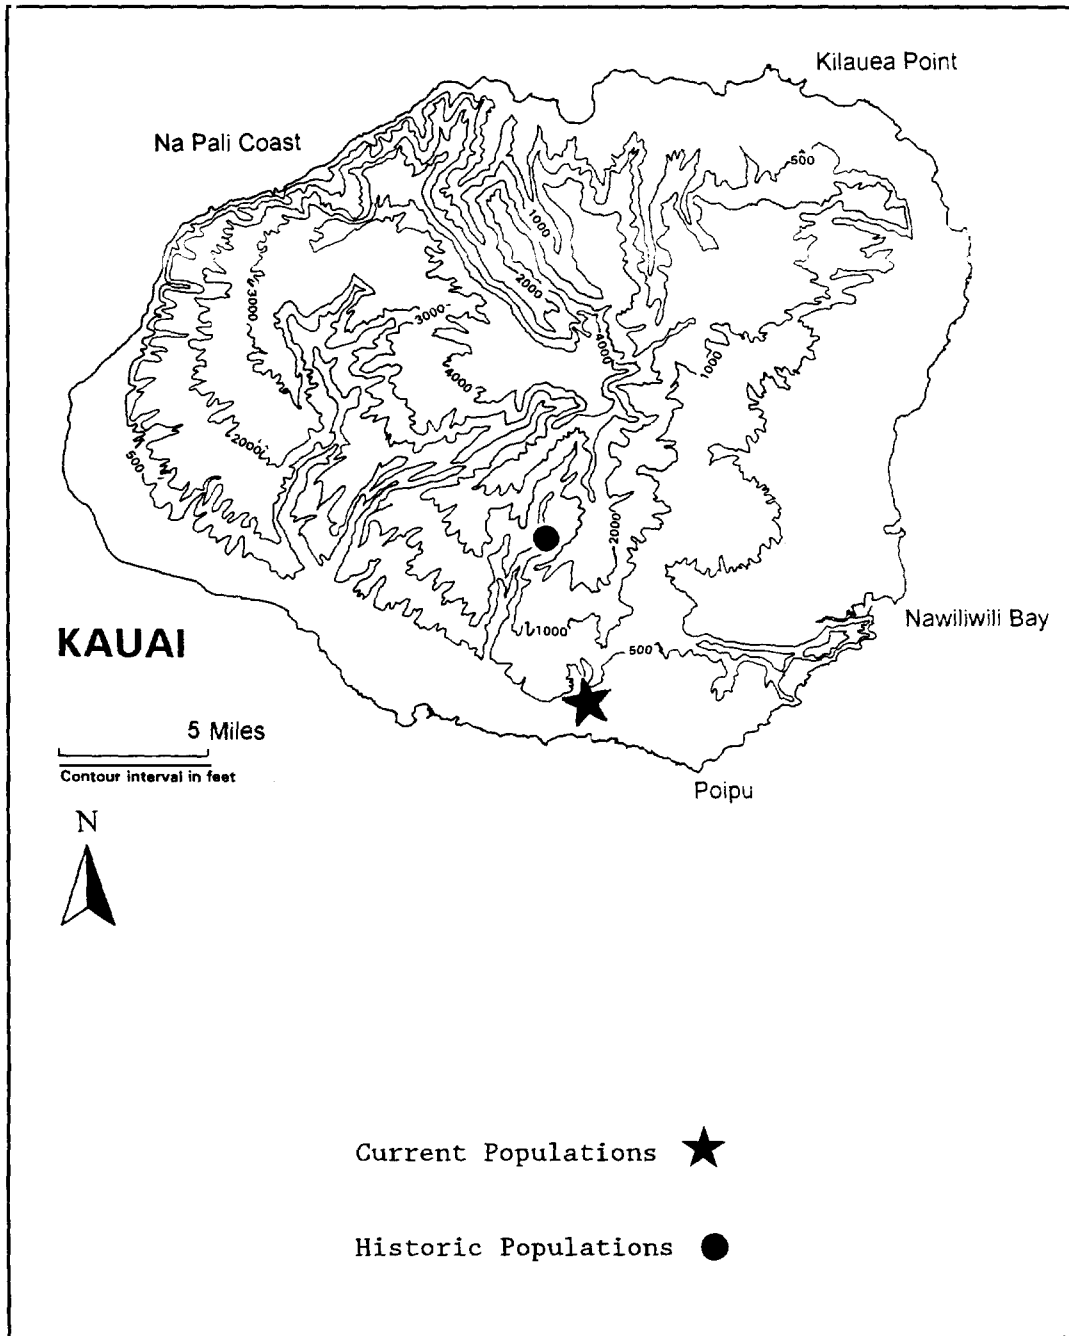 Kilauea Point
Na Pali Coast
500
1000
2000
3000
3000
4000
1000
4000
2000
500
2000
Nawiliwili Bay
1000
500
KAUAI
5 Miles
Contour interval in feet
Poipu
N
Current Populations
Historic Populations